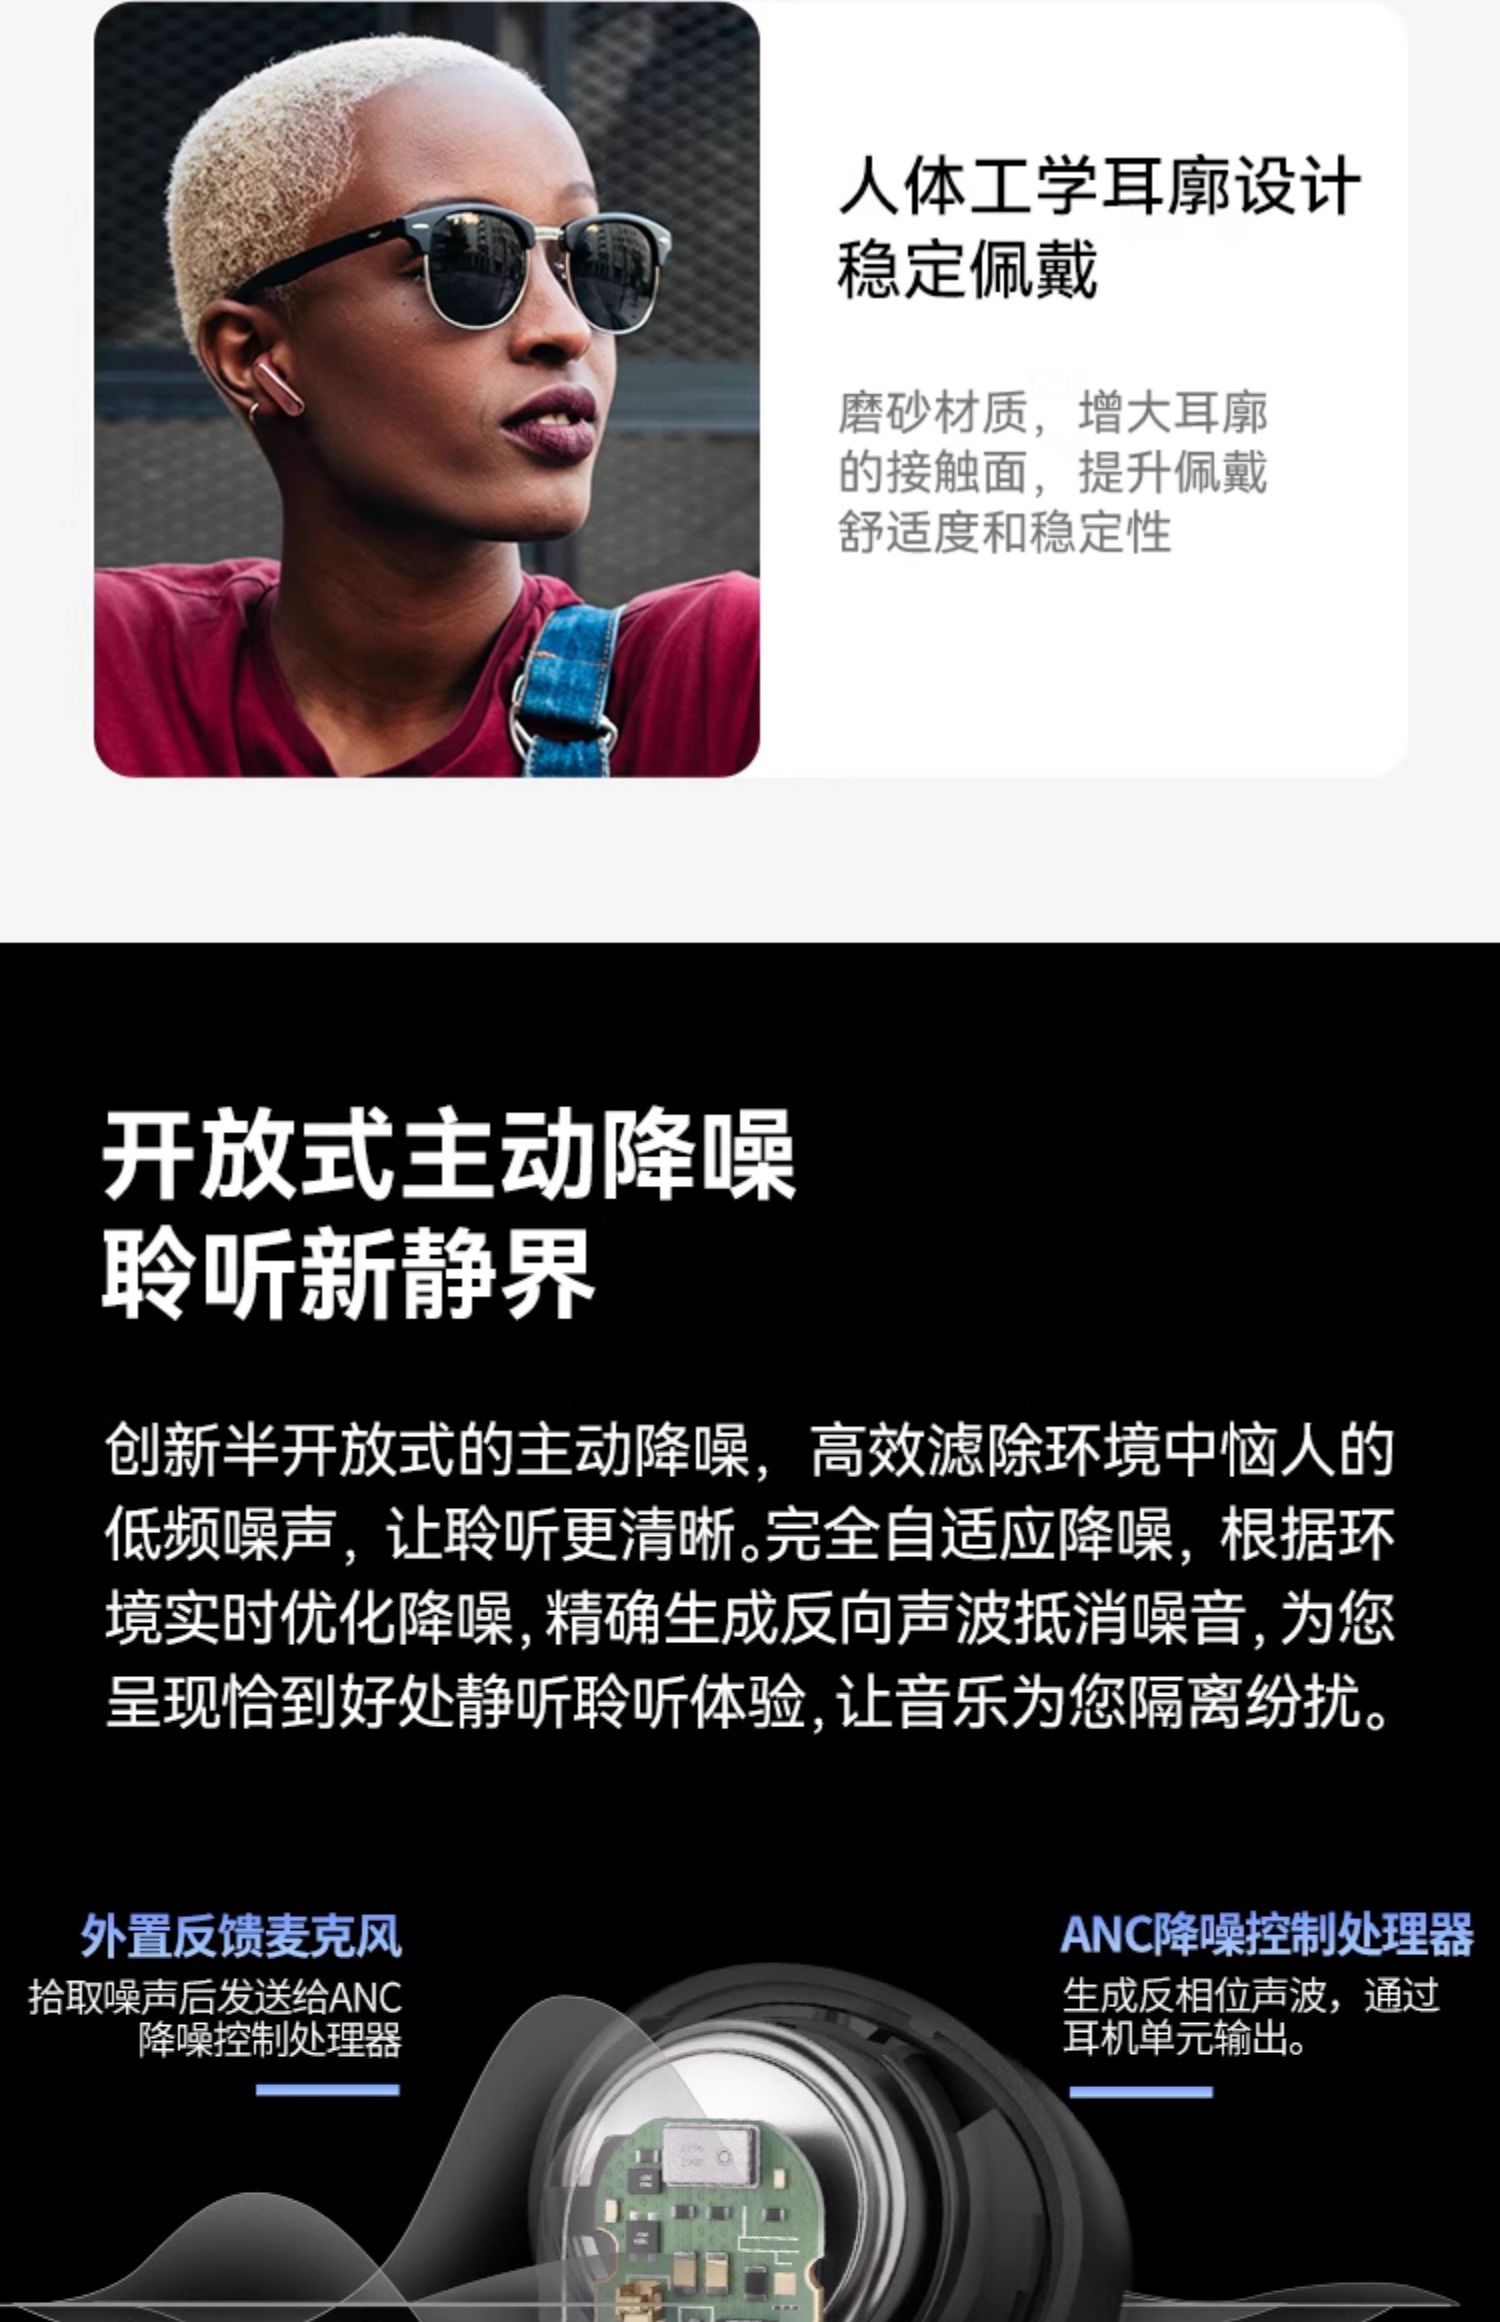 人体工学耳廓设计
稳定佩戴
磨砂材质，增大耳廓
的接触面，提升佩戴
舒适度和稳定性
开放式主动降噪
聆听新静界
创新半开放式的主动降噪，高效滤除环境中恼人的
低频噪声，让聆听更清晰。完全自适应降噪，根据环
境实时优化降噪，精确生成反向声波抵消噪音，为您
呈现恰到好处静听聆听体验，让音乐为您隔离纷扰。
外置反馈麦克风
拾取噪声后发送给ANC
降噪控制处理器
ANC降噪控制处理器
生成反相位声波，通过
耳机单元输出。